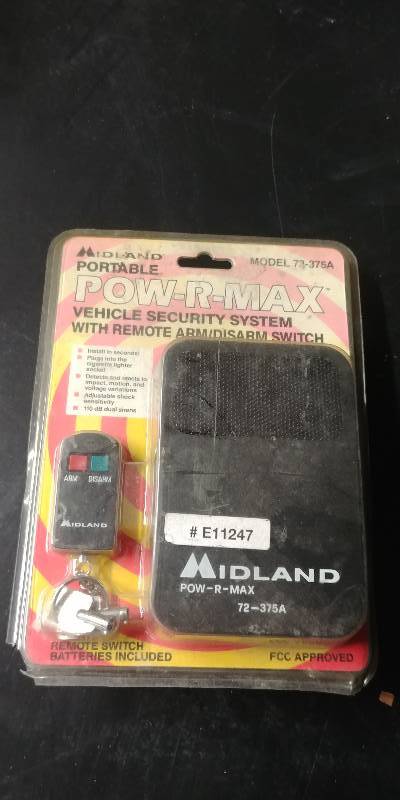 MIDLAND
MODEL 72-375A
PORTABLE
POW-R-MAX™
VEHICLE SECURITY SYSTEM
WITH REMOTE ARM/DISARM SWITCH
Install in seconds!
Plugs into the
cigarette lighter
socket
Detects and reacts to
impact, motion, and
voltage variations
Adjustable shock
sensitivity
110 dB dual sirens
ARM DISARM
MIDLAND
# E11247
MIDLAND
POW-R-MAX
72-375A
REMOTE SWITCH
BATTERIES INCLUDED
FCC APPROVED